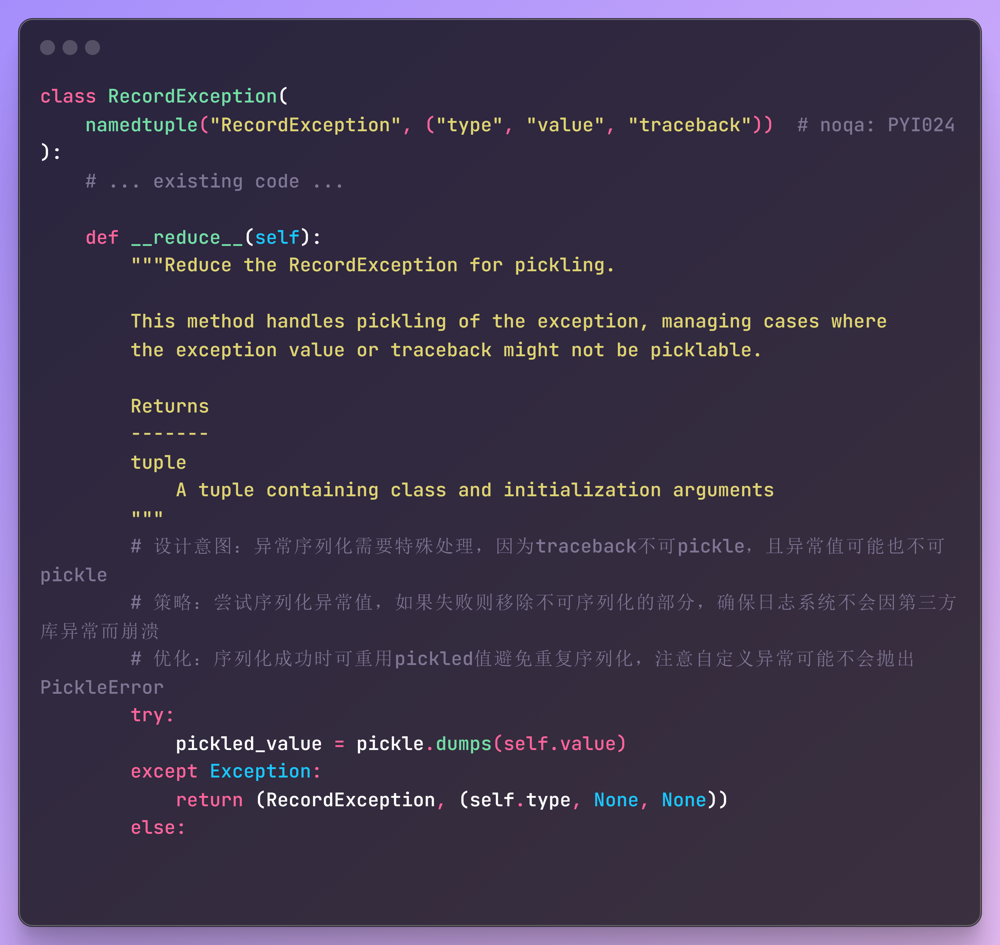 class RecordException(
    namedtuple("RecordException", ("type", "value", "traceback"))  # noqa: PYI024
):
    # ... existing code ...

    def __reduce__(self):
        """Reduce the RecordException for pickling.

        This method handles pickling of the exception, managing cases where
        the exception value or traceback might not be picklable.

        Returns
        -------
        tuple
            A tuple containing class and initialization arguments
        """
        # 设计意图：异常序列化需要特殊处理，因为traceback不可pickle，且异常值可能也不可
pickle
        # 策略：尝试序列化异常值，如果失败则移除不可序列化的部分，确保日志系统不会因第三方
库异常而崩溃
        # 优化：序列化成功时可重用pickled值避免重复序列化，注意自定义异常可能不会抛出
PickleError
        try:
            pickled_value = pickle.dumps(self.value)
        except Exception:
            return (RecordException, (self.type, None, None))
        else: